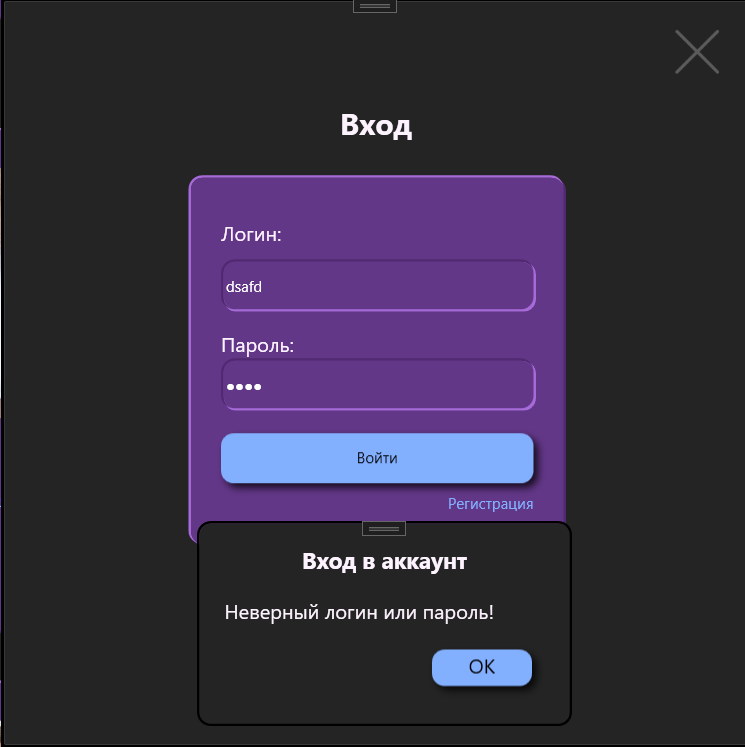 Вход
Логин:
dsafd
Пароль:
••••
Войти
Регистрация
Вход в аккаунт
Неверный логин или пароль!
OK